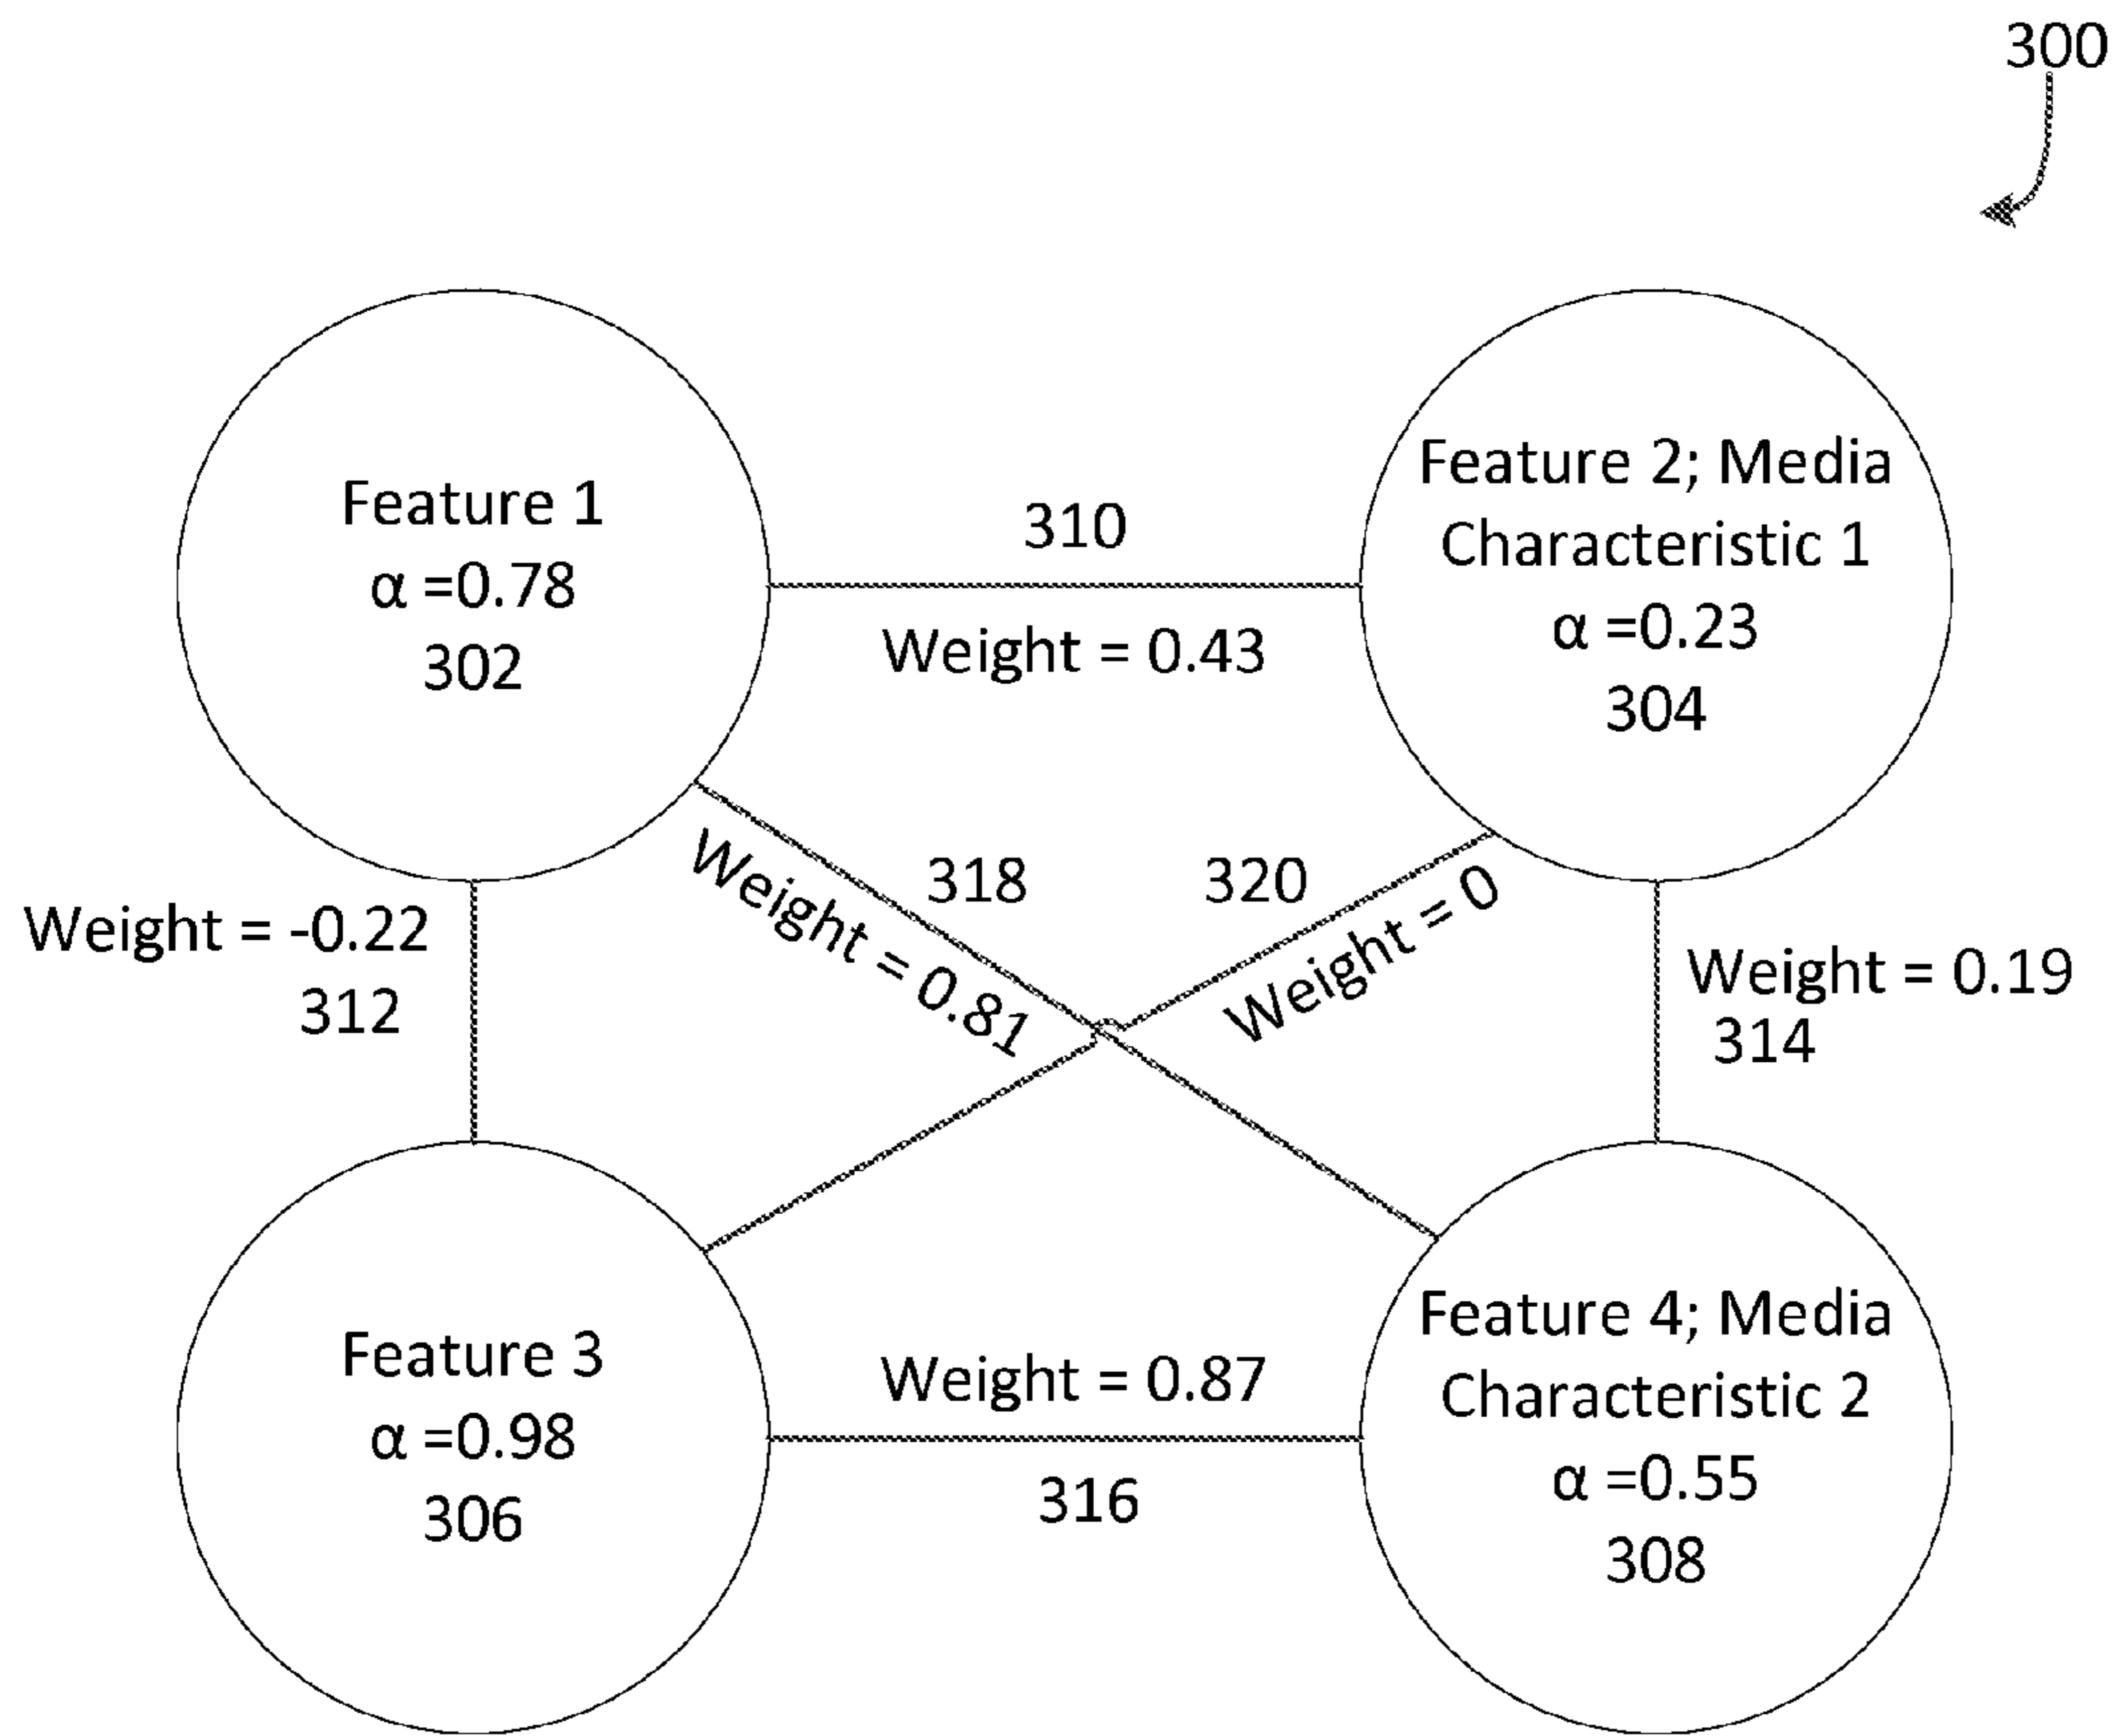 300
Feature 1
α =0.78
302
Feature 2; Media
Characteristic 1
α =0.23
304
310
Weight = 0.43
318
320
Weight = 0.81
Weight = 0
Weight = -0.22
312
Weight = 0.19
314
Feature 3
α =0.98
306
Weight = 0.87
316
Feature 4; Media
Characteristic 2
α =0.55
308